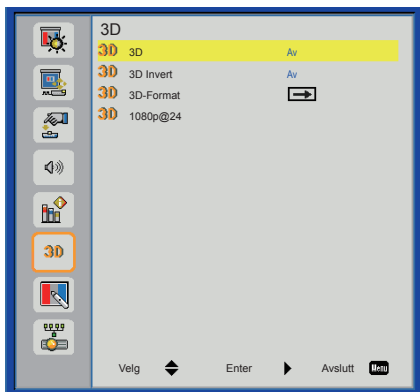 3D
3D 3D Av
3D 3D Invert Av
3D 3D-Format
3D 1080p@24
3D
Velg Enter Avslutt Menu